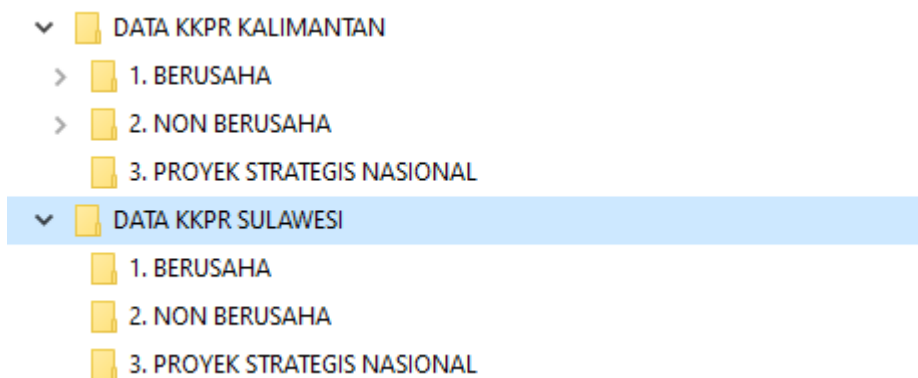 DATA KKPR KALIMANTAN
1. BERUSAHA
2. NON BERUSAHA
3. PROYEK STRATEGIS NASIONAL
DATA KKPR SULAWESI
1. BERUSAHA
2. NON BERUSAHA
3. PROYEK STRATEGIS NASIONAL